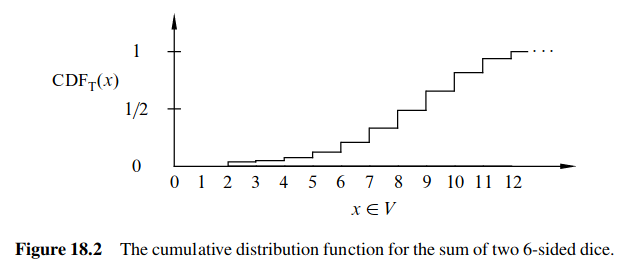 1
CDF_T(x)
1/2
0
0 1 2 3 4 5 6 7 8 9 10 11 12
x ∈ V
Figure 18.2 The cumulative distribution function for the sum of two 6-sided dice.